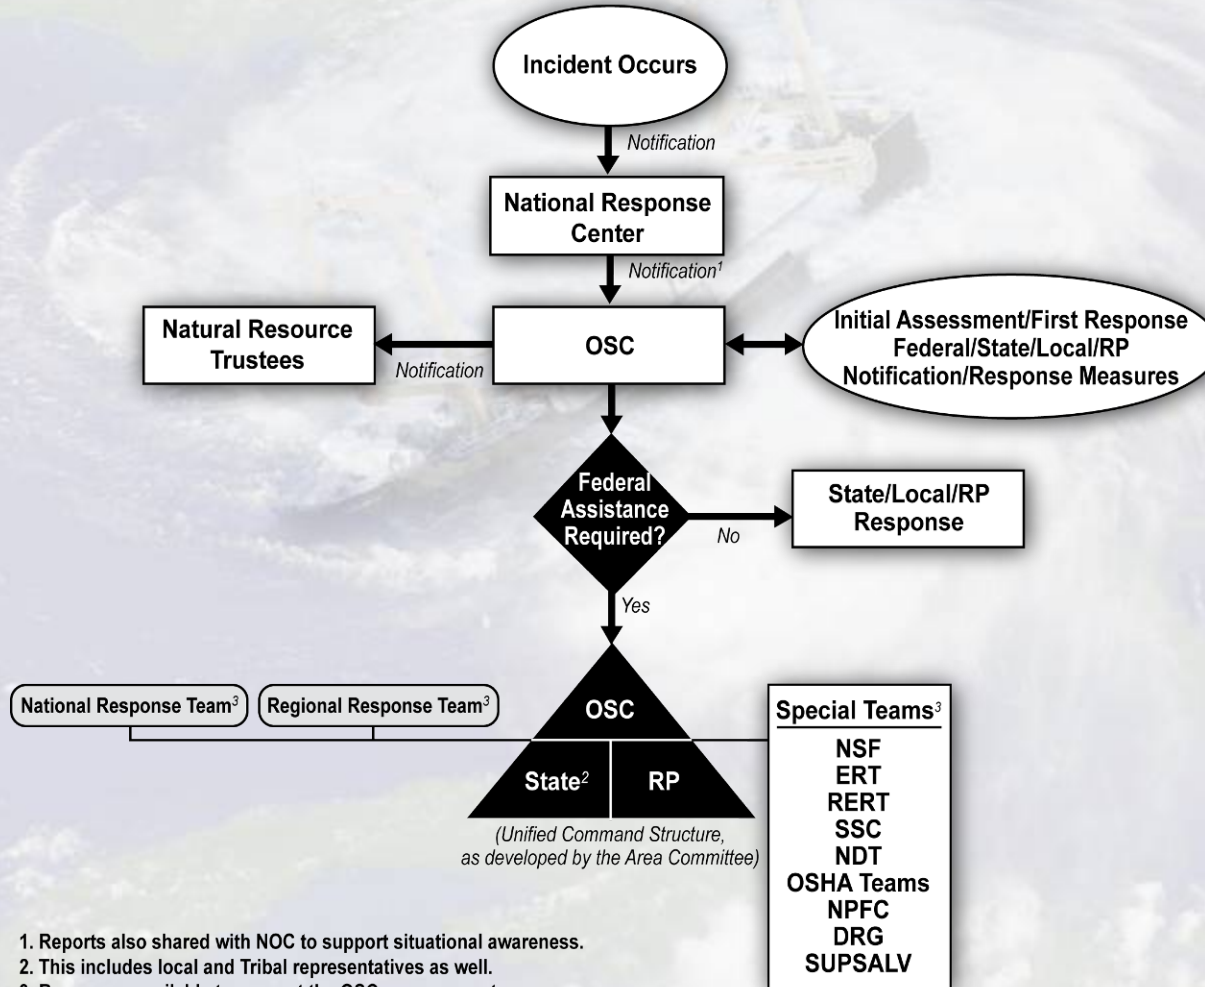 Incident Occurs
Notification
National Response
Center
Notification¹
Natural Resource
Trustees
Notification
OSC
Initial Assessment/First Response
Federal/State/Local/RP
Notification/Response Measures
Federal
Assistance
Required?
No
State/Local/RP
Response
Yes
National Response Team³
Regional Response Team³
OSC
State²
RP
(Unified Command Structure,
as developed by the Area Committee)
Special Teams³
NSF
ERT
RERT
SSC
NDT
OSHA Teams
NPFC
DRG
SUPSALV
1. Reports also shared with NOC to support situational awareness.
2. This includes local and Tribal representatives as well.